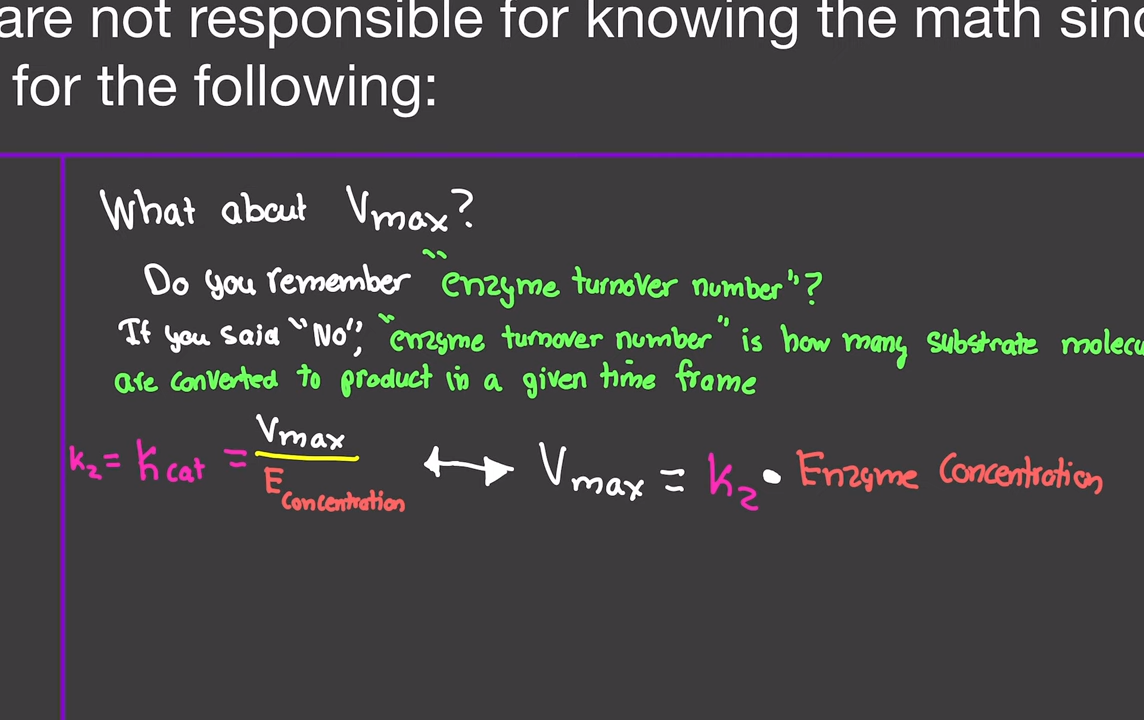 are not responsible for knowing the math
for the following:
What about Vmax?
Do you remember "enzyme turnover number"?
If you said "No", "enzyme turnover number" is how many substrate
are converted to product in a given time frame
k2 = kcat = Vmax / E Concentration ↔ Vmax = k2 • Enzyme Concentration